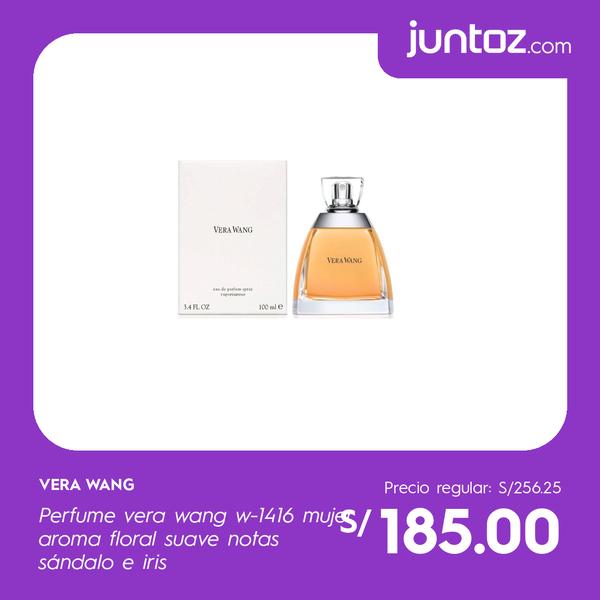 juntoz.com
VERA WANG
eau de parfum spray
vaporisateur
3.4 FL. OZ 100 ml ℮
VERA WANG
VERA WANG
Perfume vera wang w-1416 mujer
aroma floral suave notas
sándalo e iris
Precio regular: S/256.25
S/ 185.00